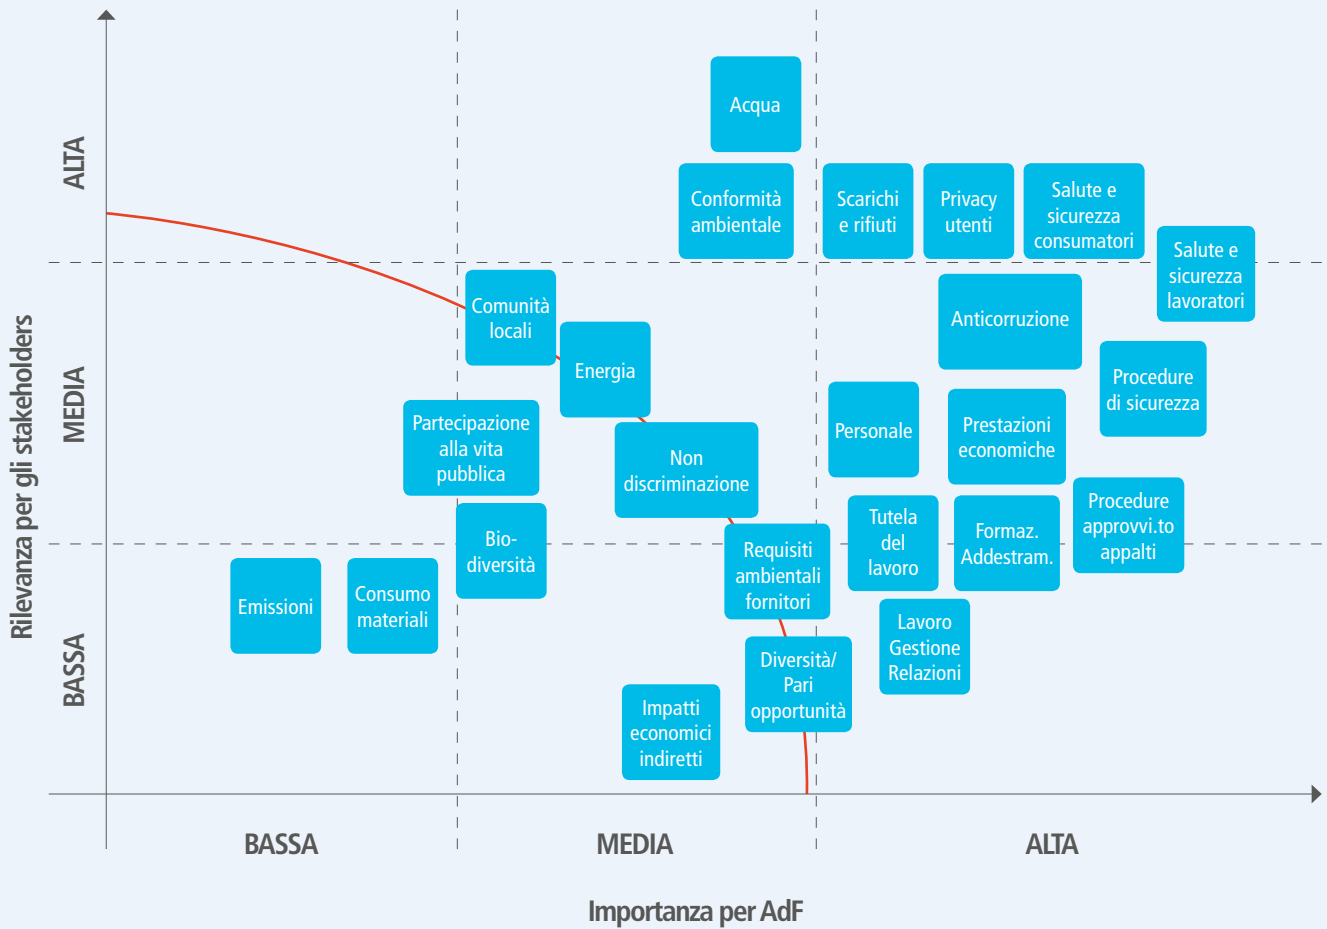 Rilevanza per gli stakeholders
ALTA
MEDIA
BASSA
Acqua
Conformità
ambientale
Scarichi
e rifiuti
Privacy
utenti
Salute e
sicurezza
consumatori
Salute e
sicurezza
lavoratori
Comunità
locali
Energia
Anticorruzione
Procedure
di sicurezza
Partecipazione
alla vita
pubblica
Non
discriminazione
Personale
Prestazioni
economiche
Bio-
diversità
Requisiti
ambientali
fornitori
Tutela
del
lavoro
Formaz.
Addestram.
Procedure
approvvi.to
appalti
Emissioni
Consumo
materiali
Lavoro
Gestione
Relazioni
Diversità/
Pari
opportunità
Impatti
economici
indiretti
BASSA
MEDIA
ALTA
Importanza per AdF